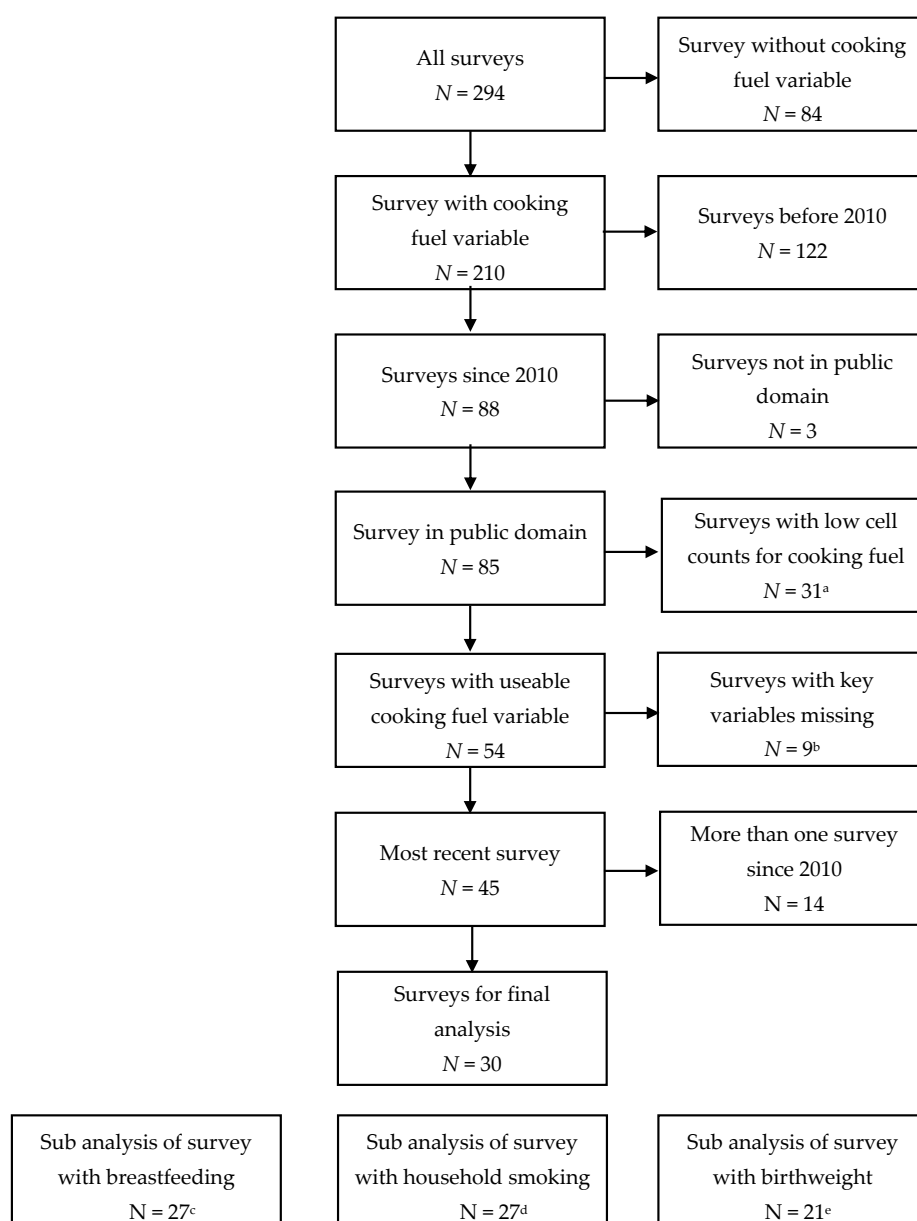 All surveys
N = 294
Survey without cooking
fuel variable
N = 84
Survey with cooking
fuel variable
N = 210
Surveys before 2010
N = 122
Surveys since 2010
N = 88
Surveys not in public
domain
N = 3
Survey in public domain
N = 85
Surveys with low cell
counts for cooking fuel
N = 31ᵃ
Surveys with useable
cooking fuel variable
N = 54
Surveys with key
variables missing
N = 9ᵇ
Most recent survey
N = 45
More than one survey
since 2010
N = 14
Surveys for final
analysis
N = 30
Sub analysis of survey
with breastfeeding
N = 27ᶜ
Sub analysis of survey
with household smoking
N = 27ᵈ
Sub analysis of survey
with birthweight
N = 21ᵉ